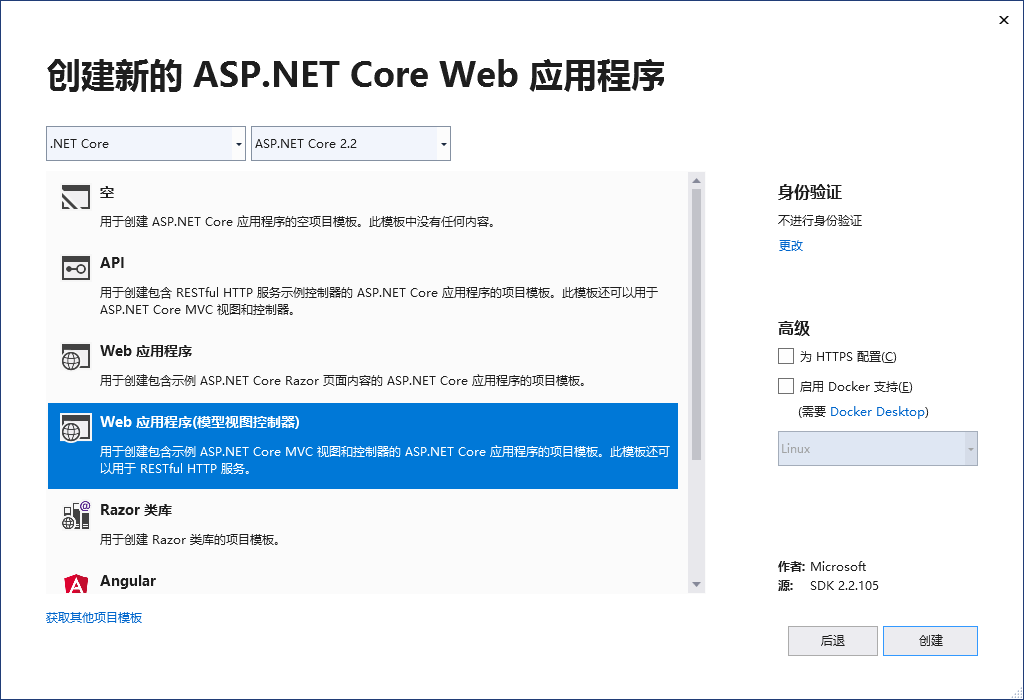 创建新的 ASP.NET Core Web 应用程序
.NET Core
ASP.NET Core 2.2
空
用于创建 ASP.NET Core 应用程序的空项目模板。此模板中没有任何内容。
API
用于创建包含 RESTful HTTP 服务示例控制器的 ASP.NET Core 应用程序的项目模板。此模板还可以用于
ASP.NET Core MVC 视图和控制器。
Web 应用程序
用于创建包含示例 ASP.NET Core Razor 页面内容的 ASP.NET Core 应用程序的项目模板。
Web 应用程序(模型视图控制器)
用于创建包含示例 ASP.NET Core MVC 视图和控制器的 ASP.NET Core 应用程序的项目模板。此模板还可
以用于 RESTful HTTP 服务。
Razor 类库
用于创建 Razor 类库的项目模板。
Angular
获取其他项目模板
身份验证
不进行身份验证
更改
高级
为 HTTPS 配置(C)
启用 Docker 支持(E)
(需要 Docker Desktop)
Linux
作者: Microsoft
源: SDK 2.2.105
后退
创建